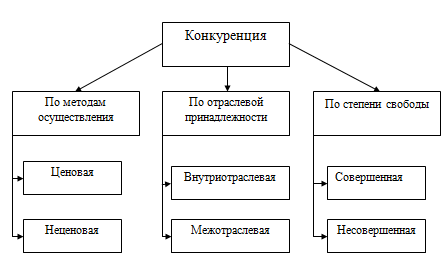 Конкуренция
По методам
осуществления
По отраслевой
принадлежности
По степени свободы
Ценовая
Внутриотраслевая
Совершенная
Неценовая
Межотраслевая
Несовершенная